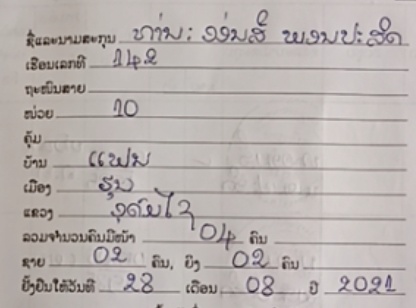 ຊື່ແລະນາມສະກຸນ ທ່ານ: ວອ່ນສີ ພອນປະສີດ
ເຮືອນເລກທີ 142
ຖະໜົນສາຍ
ໜ່ວຍ 10
ຄຸ້ມ
ບ້ານ ແຟນ
ເມືອງ ຮຸນ
ແຂວງ ອຸດົມໄຊ
ລວມຈຳນວນຄົນມີໜ້າ 04 ຄົນ
ຊາຍ 02 ຄົນ, ຍິງ 02 ຄົນ
ຢັ້ງຢືນໃຫ້ວັນທີ 28 ເດືອນ 08 ປີ 2021